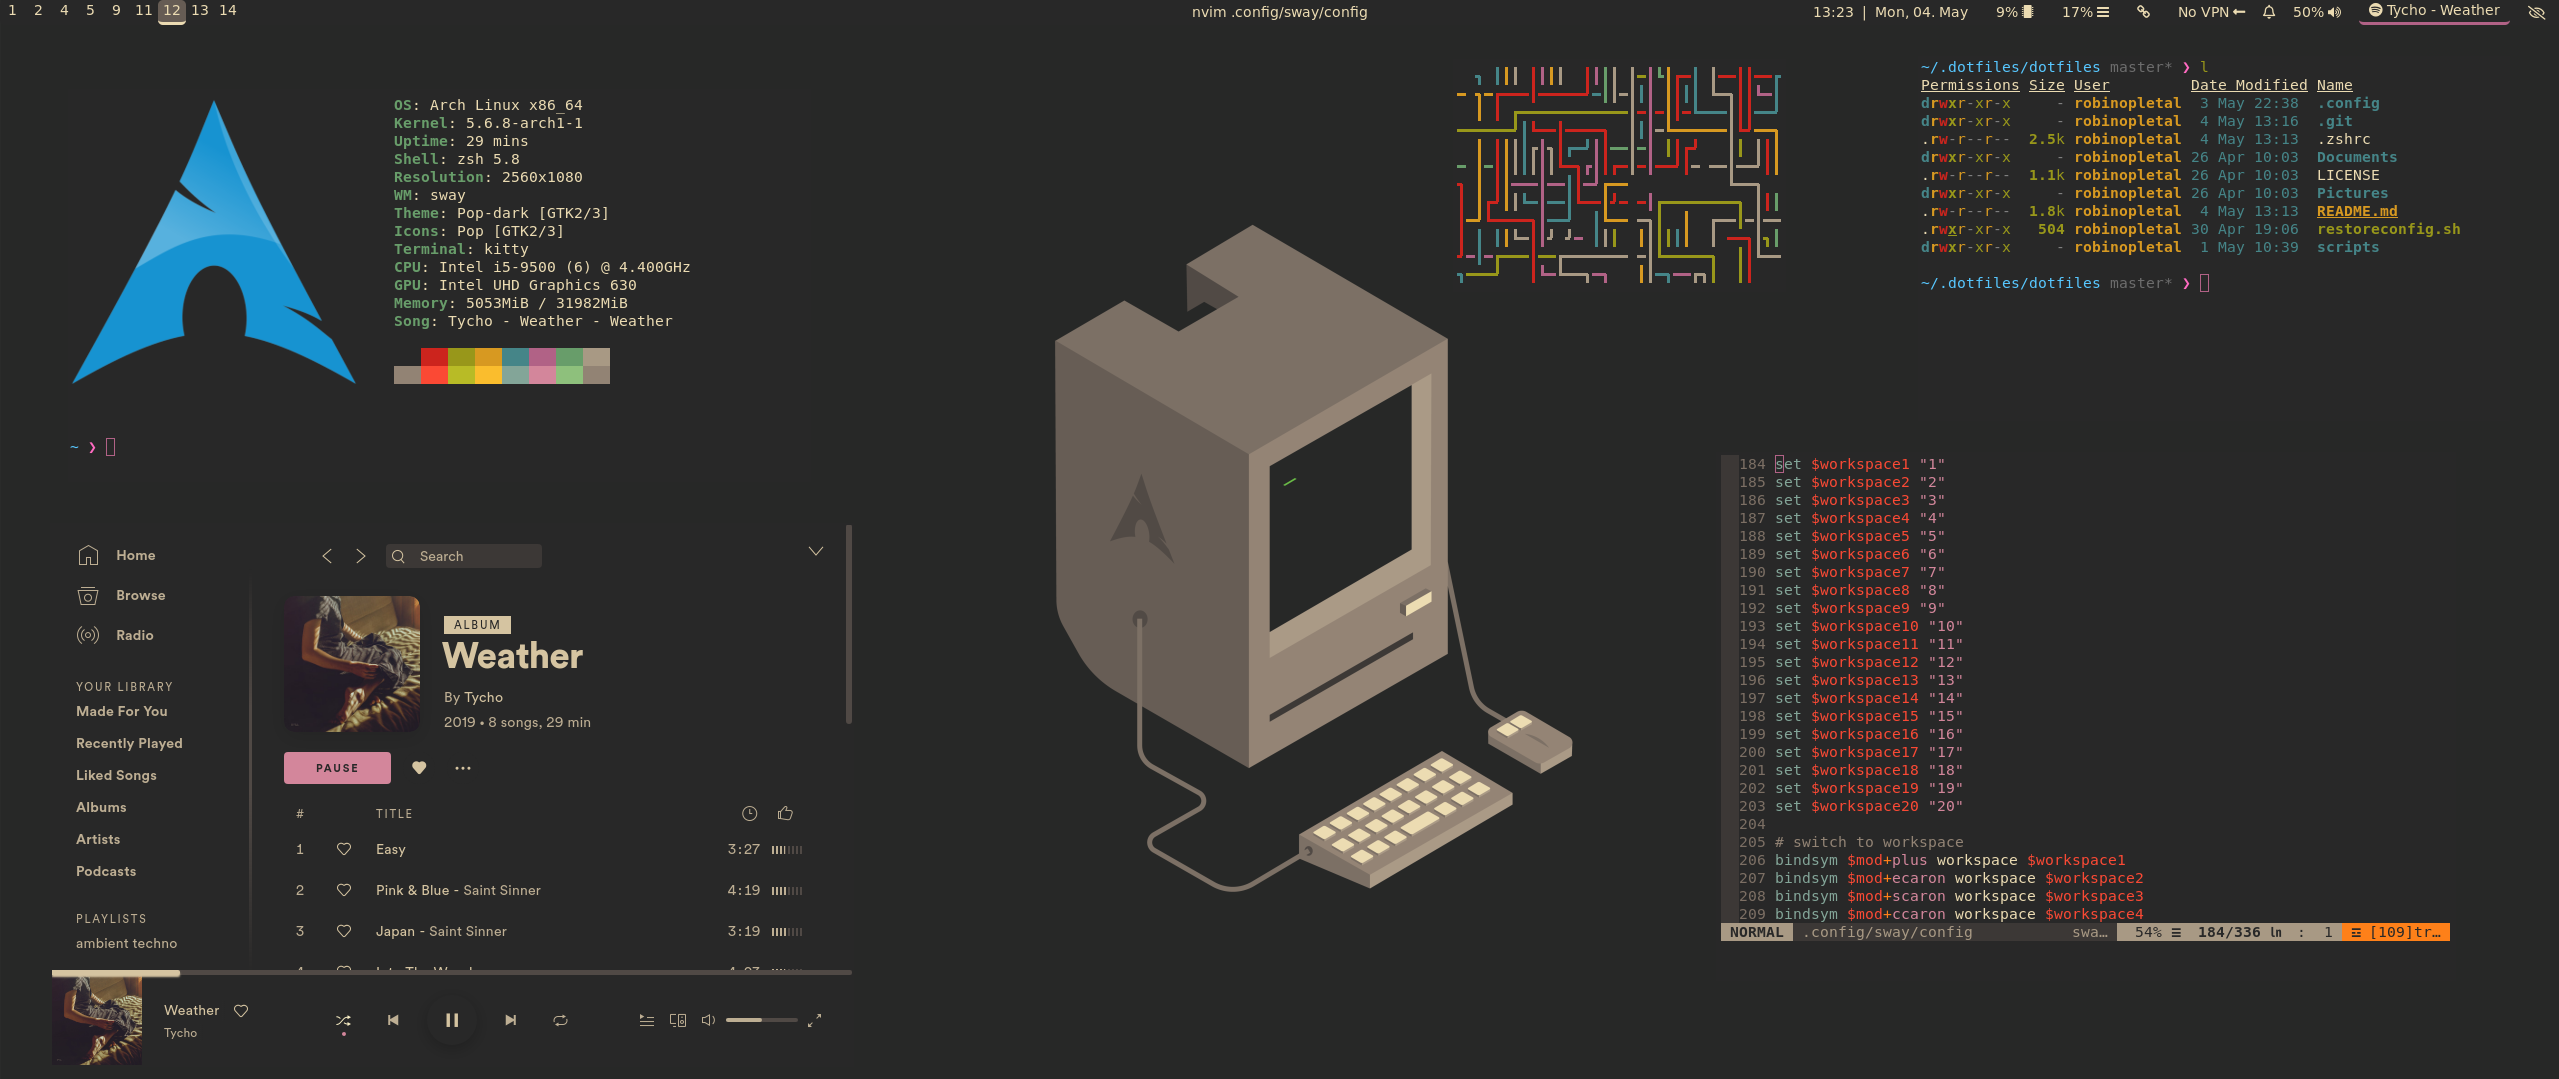 1 2 4 5 9 11 12 13 14
nvim .config/sway/config
13:23 | Mon, 04. May 9% 17% No VPN 50% Tycho - Weather
OS: Arch Linux x86_64
Kernel: 5.6.8-arch1-1
Uptime: 29 mins
Shell: zsh 5.8
Resolution: 2560x1080
WM: sway
Theme: Pop-dark [GTK2/3]
Icons: Pop [GTK2/3]
Terminal: kitty
CPU: Intel i5-9500 (6) @ 4.400GHz
GPU: Intel UHD Graphics 630
Memory: 5053MiB / 31982MiB
Song: Tycho - Weather - Weather
~ ❯
~/.dotfiles/dotfiles master* ❯ l
Permissions Size User Date Modified Name
drwxr-xr-x - robinopletal 3 May 22:38 .config
drwxr-xr-x - robinopletal 4 May 13:16 .git
.rw-r--r-- 2.5k robinopletal 4 May 13:13 .zshrc
drwxr-xr-x - robinopletal 26 Apr 10:03 Documents
.rw-r--r-- 1.1k robinopletal 26 Apr 10:03 LICENSE
drwxr-xr-x - robinopletal 26 Apr 10:03 Pictures
.rw-r--r-- 1.8k robinopletal 4 May 13:13 README.md
.rwxr-xr-x 504 robinopletal 30 Apr 19:06 restoreconfig.sh
drwxr-xr-x - robinopletal 1 May 10:39 scripts
~/.dotfiles/dotfiles master* ❯
Home
Browse
Radio
YOUR LIBRARY
Made For You
Recently Played
Liked Songs
Albums
Artists
Podcasts
PLAYLISTS
ambient techno
Search
ALBUM
Weather
By Tycho
2019 • 8 songs, 29 min
PAUSE
# TITLE
1 Easy 3:27
2 Pink & Blue - Saint Sinner 4:19
3 Japan - Saint Sinner 3:19
Weather
Tycho
184 set $workspace1 "1"
185 set $workspace2 "2"
186 set $workspace3 "3"
187 set $workspace4 "4"
188 set $workspace5 "5"
189 set $workspace6 "6"
190 set $workspace7 "7"
191 set $workspace8 "8"
192 set $workspace9 "9"
193 set $workspace10 "10"
194 set $workspace11 "11"
195 set $workspace12 "12"
196 set $workspace13 "13"
197 set $workspace14 "14"
198 set $workspace15 "15"
199 set $workspace16 "16"
200 set $workspace17 "17"
201 set $workspace18 "18"
202 set $workspace19 "19"
203 set $workspace20 "20"
204
205 # switch to workspace
206 bindsym $mod+plus workspace $workspace1
207 bindsym $mod+ecaron workspace $workspace2
208 bindsym $mod+scaron workspace $workspace3
209 bindsym $mod+ccaron workspace $workspace4
NORMAL .config/sway/config swa… 54% ☰ 184/336 ㏑ : 1 ☲ [109]tr…